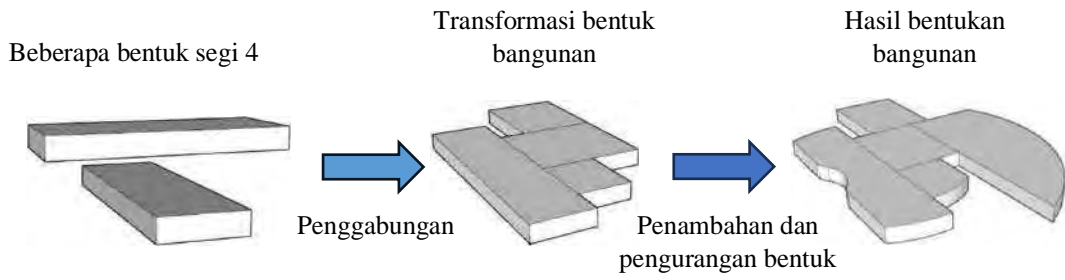 Beberapa bentuk segi 4
Transformasi bentuk
bangunan
Hasil bentukan
bangunan
Penggabungan
Penambahan dan
pengurangan bentuk